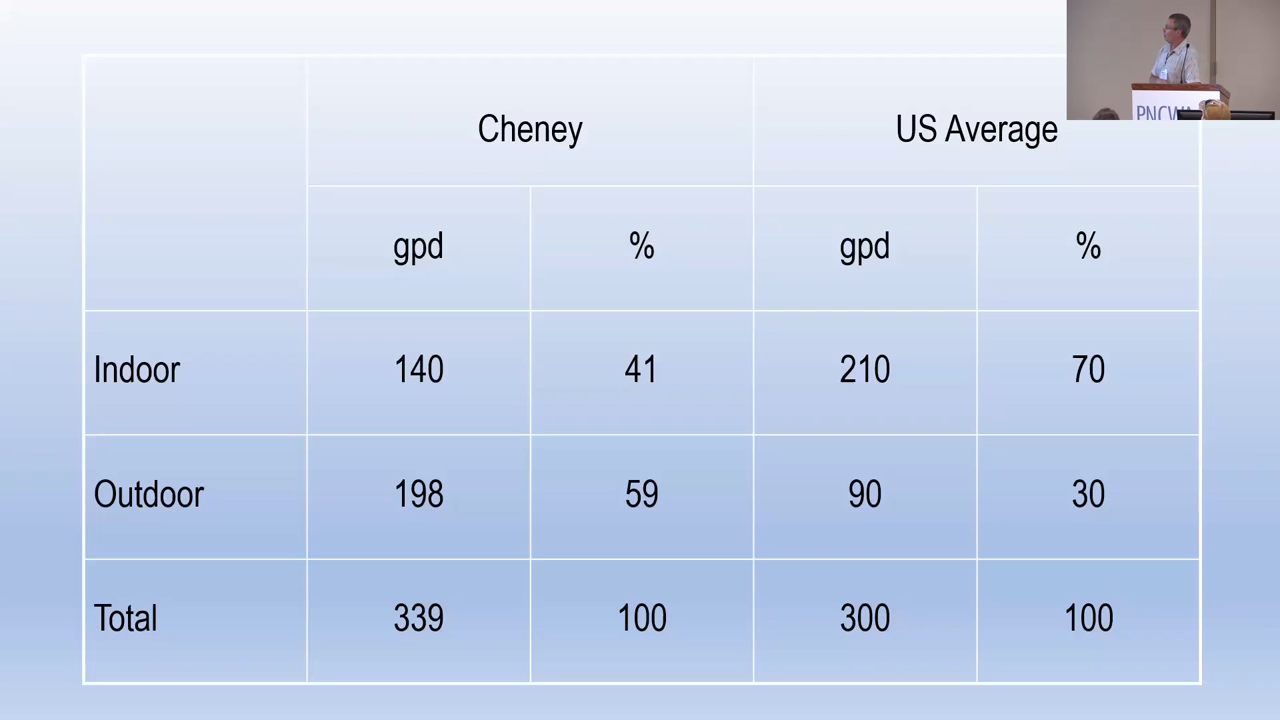 Cheney US Average
gpd % gpd %
Indoor 140 41 210 70
Outdoor 198 59 90 30
Total 339 100 300 100